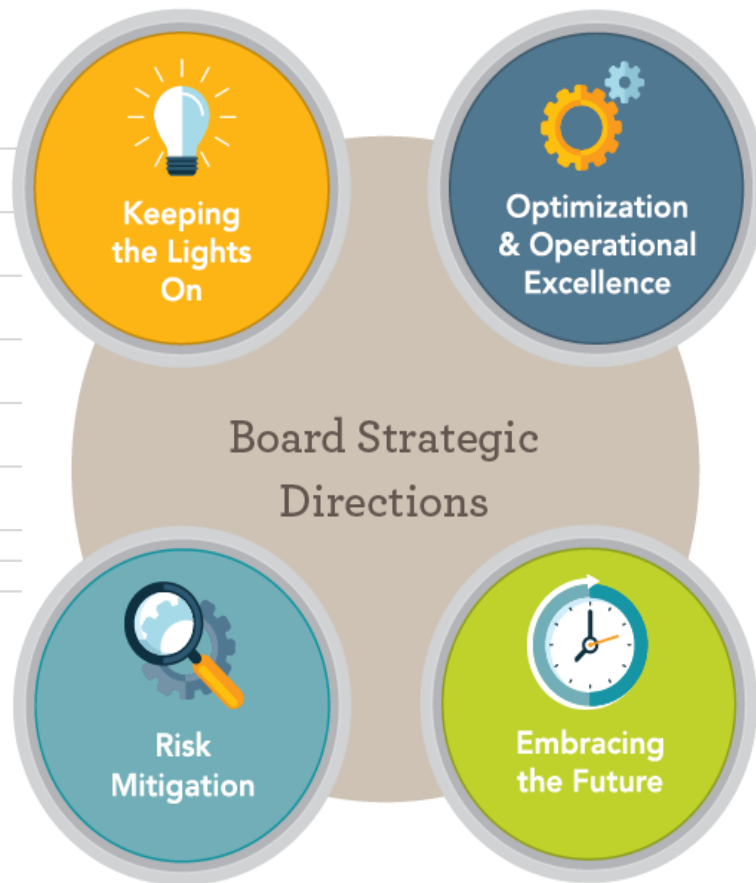 Keeping
the Lights
On
Optimization
& Operational
Excellence
Board Strategic
Directions
Risk
Mitigation
Embracing
the Future